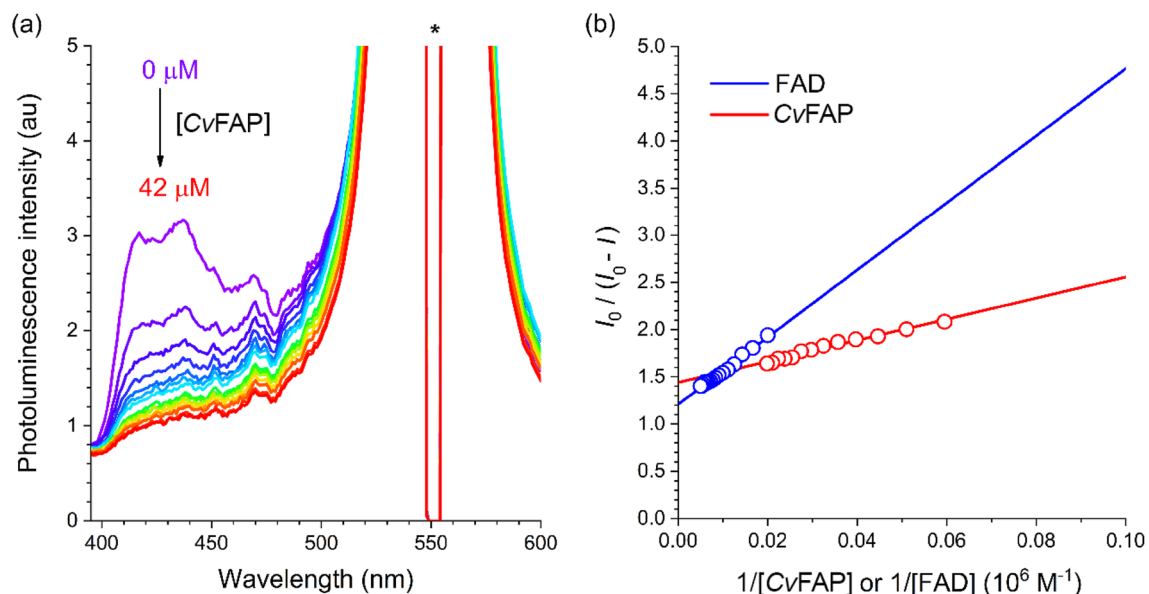 (a)
*
5
4
3
2
1
0
0 μM
[CvFAP]
42 μM
Photoluminescence intensity (au)
400
450
500
550
600
Wavelength (nm)
(b)
5.0
4.5
4.0
3.5
3.0
2.5
2.0
1.5
1.0
0.5
0.0
FAD
CvFAP
I₀ / (I₀ - I)
0.00
0.02
0.04
0.06
0.08
0.10
1/[CvFAP] or 1/[FAD] (10⁶ M⁻¹)